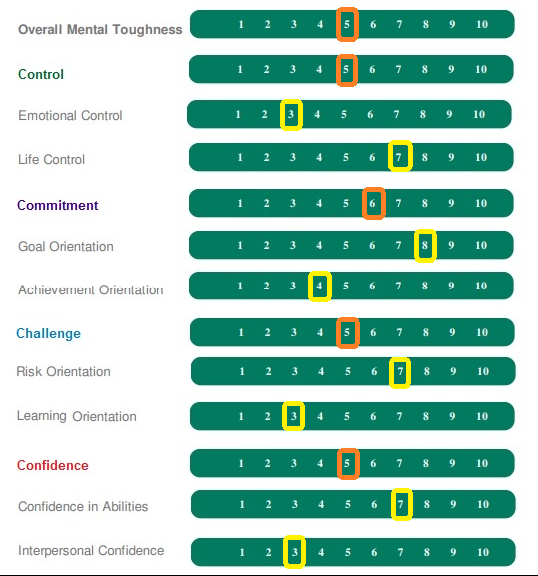 Overall Mental Toughness 1 2 3 4 5 6 7 8 9 10
Control 1 2 3 4 5 6 7 8 9 10
Emotional Control 1 2 3 4 5 6 7 8 9 10
Life Control 1 2 3 4 5 6 7 8 9 10
Commitment 1 2 3 4 5 6 7 8 9 10
Goal Orientation 1 2 3 4 5 6 7 8 9 10
Achievement Orientation 1 2 3 4 5 6 7 8 9 10
Challenge 1 2 3 4 5 6 7 8 9 10
Risk Orientation 1 2 3 4 5 6 7 8 9 10
Learning Orientation 1 2 3 4 5 6 7 8 9 10
Confidence 1 2 3 4 5 6 7 8 9 10
Confidence in Abilities 1 2 3 4 5 6 7 8 9 10
Interpersonal Confidence 1 2 3 4 5 6 7 8 9 10